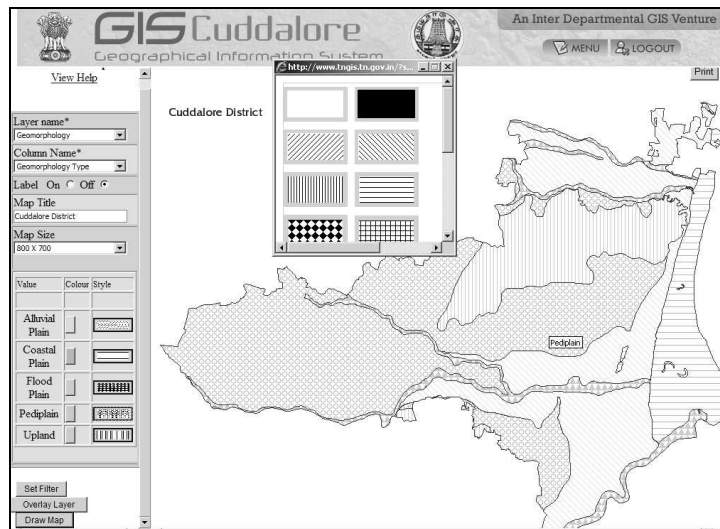 GIS Cuddalore
Geographical Information System
An Inter Departmental GIS Venture
MENU
LOGOUT
View Help
http://www.tngis.tn.gov.in/?s
Print
Cuddalore District
Layer name*
Geomorphology
Column Name*
Geomorphology Type
Label On Off
Map Title
Cuddalore District
Map Size
800 X 700
Value Colour Style
Alluvial
Plain
Coastal
Plain
Flood
Plain
Pediplain
Upland
Pediplain
Set Filter
Overlay Layer
Draw Map